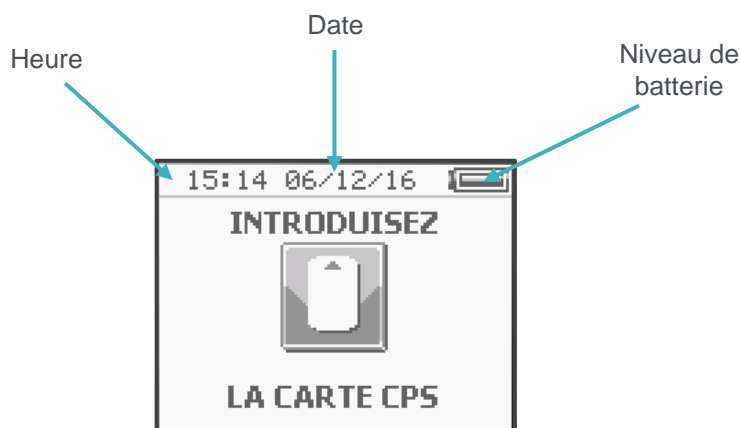 Date
Heure
Niveau de
batterie
15:14 06/12/16
INTRODUISEZ
LA CARTE CPS